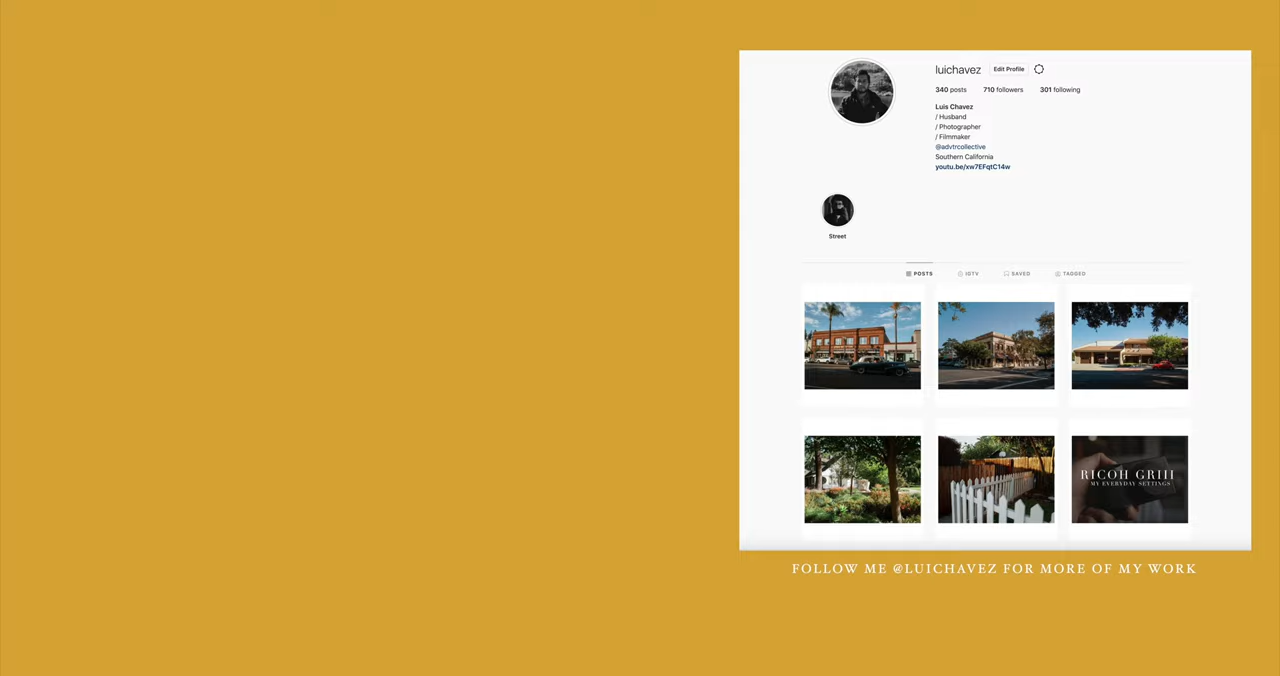 luichavez Edit Profile
340 posts 710 followers 301 following
Luis Chavez
/ Husband
/ Photographer
/ Filmmaker
@advtrcollective
Southern California
youtu.be/xw7EFqtC14w
Street
POSTS IGTV SAVED TAGGED
RICOH GRIII
MY EVERYDAY SETTINGS
FOLLOW ME @LUICHAVEZ FOR MORE OF MY WORK